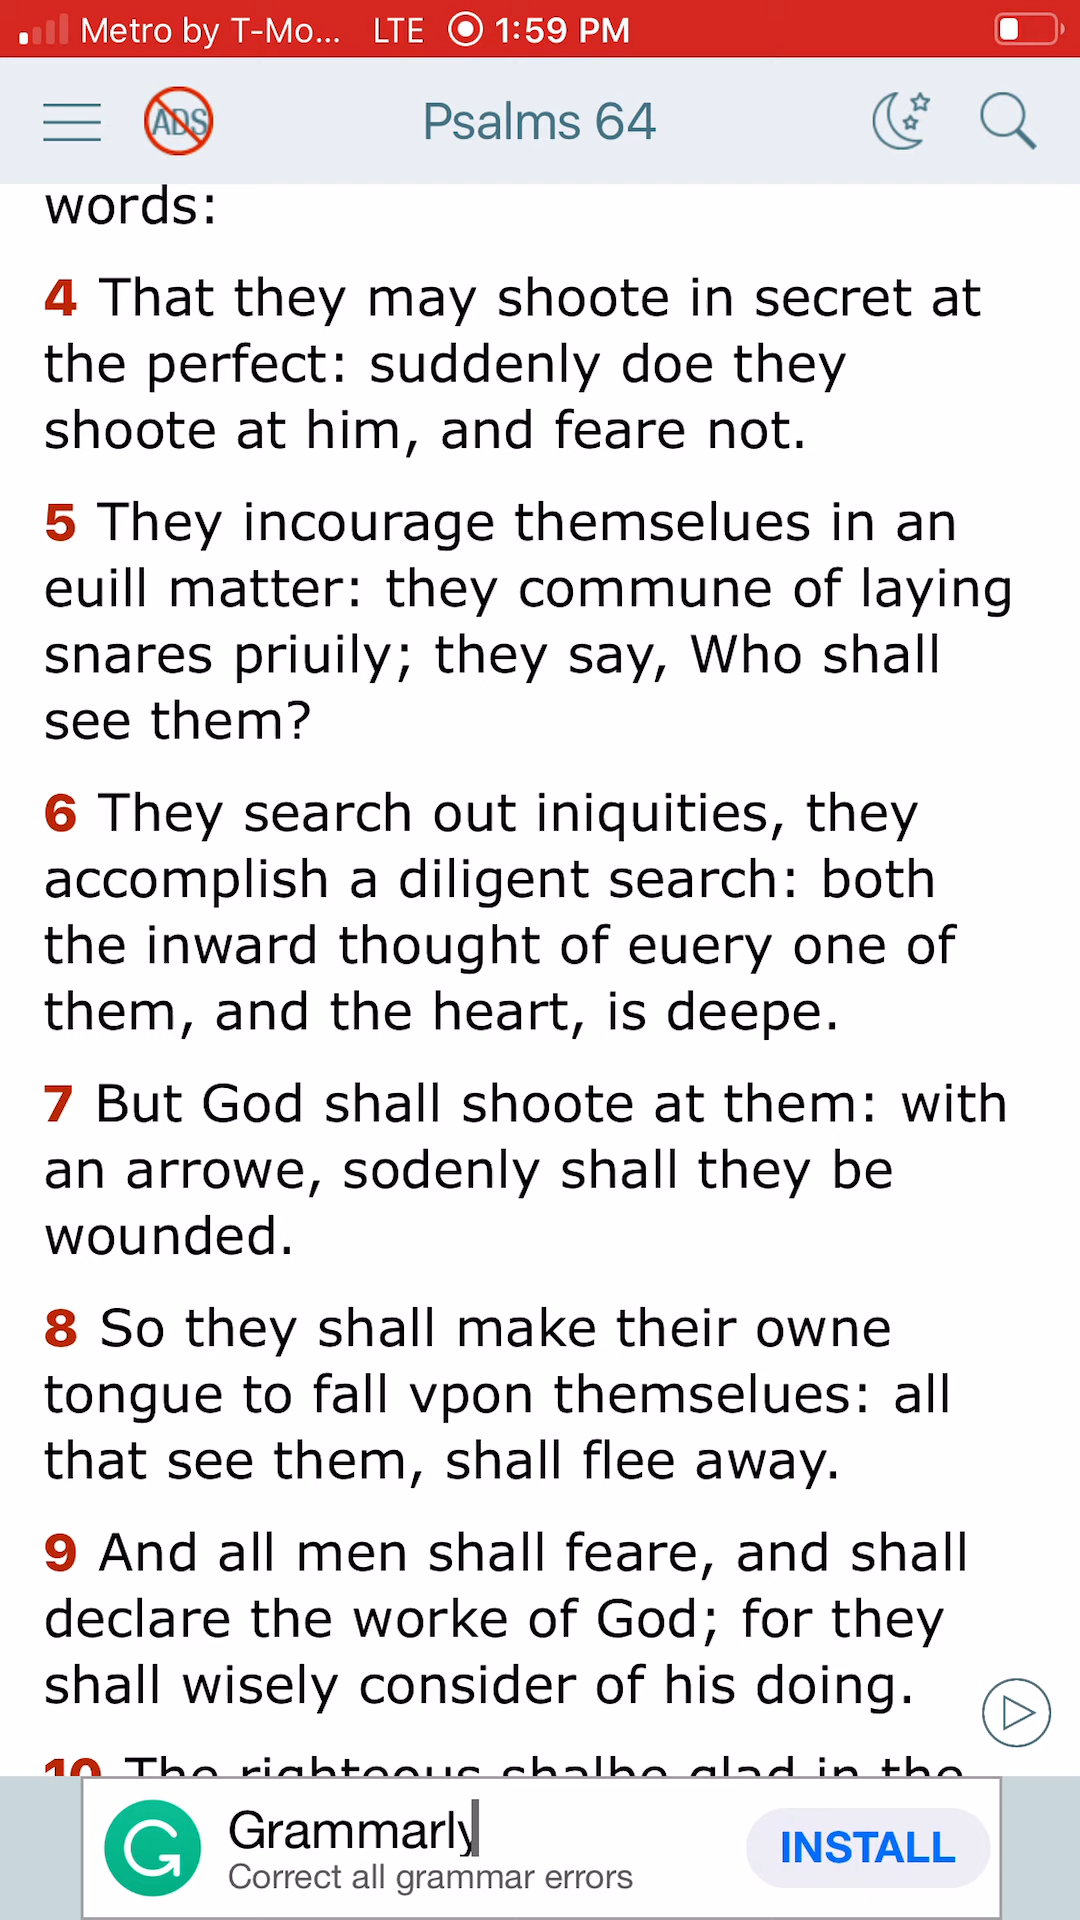 Metro by T-Mo... LTE 1:59 PM
ADS Psalms 64
words:
4 That they may shoote in secret at
the perfect: suddenly doe they
shoote at him, and feare not.
5 They incourage themselues in an
euill matter: they commune of laying
snares priuily; they say, Who shall
see them?
6 They search out iniquities, they
accomplish a diligent search: both
the inward thought of euery one of
them, and the heart, is deepe.
7 But God shall shoote at them: with
an arrowe, sodenly shall they be
wounded.
8 So they shall make their owne
tongue to fall vpon themselues: all
that see them, shall flee away.
9 And all men shall feare, and shall
declare the worke of God; for they
shall wisely consider of his doing.
10 The righteous shalbe glad in the
Grammarly
Correct all grammar errors
INSTALL